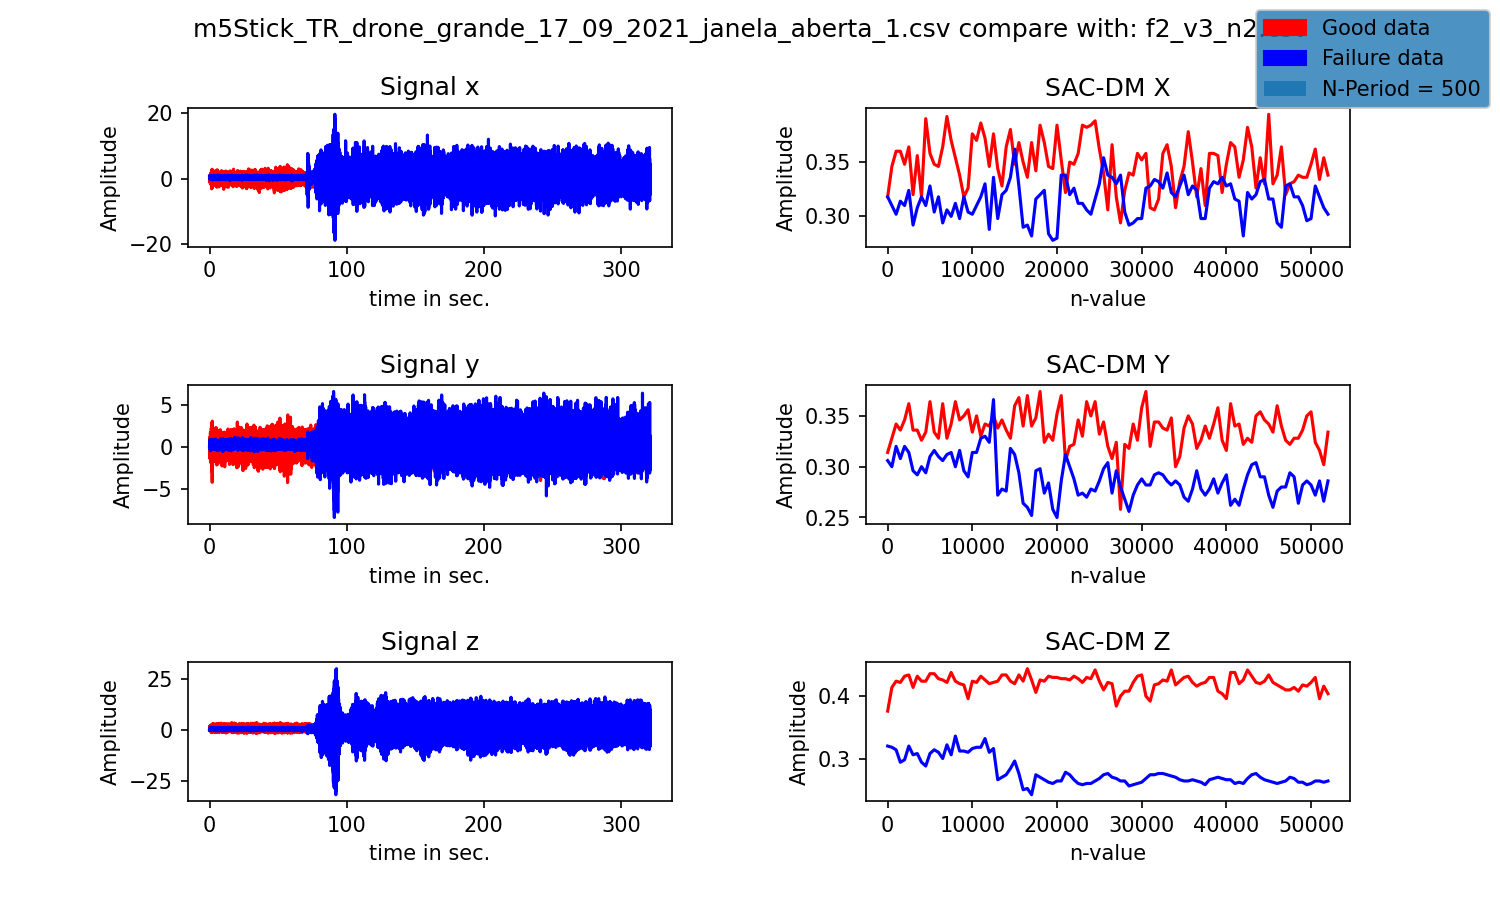 m5Stick_TR_drone_grande_17_09_2021_janela_aberta_1.csv compare with: f2_v3_n2
Good data
Failure data
N-Period = 500
Signal x
SAC-DM X
Amplitude
20
0
−20
0 100 200 300
time in sec.
Amplitude
0.35
0.30
0 10000 20000 30000 40000 50000
n-value
Signal y
SAC-DM Y
Amplitude
5
0
−5
0 100 200 300
time in sec.
Amplitude
0.35
0.30
0.25
0 10000 20000 30000 40000 50000
n-value
Signal z
SAC-DM Z
Amplitude
25
0
−25
0 100 200 300
time in sec.
Amplitude
0.4
0.3
0 10000 20000 30000 40000 50000
n-value